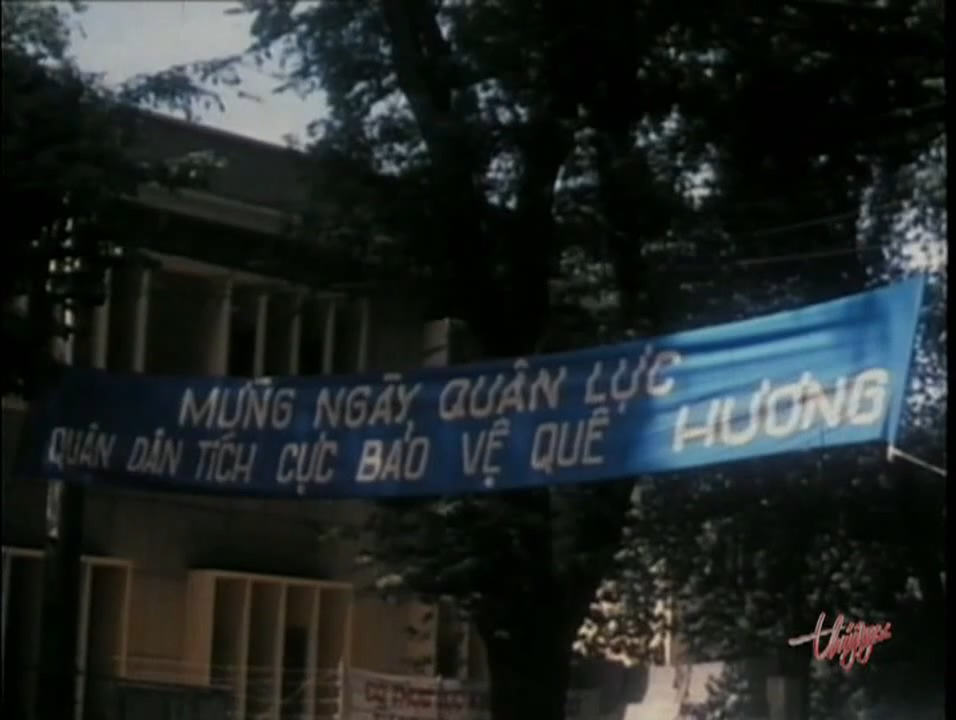 MỪNG NGÀY QUÂN LỰC
QUÂN DÂN TÍCH CỰC BẢO VỆ QUÊ HƯƠNG